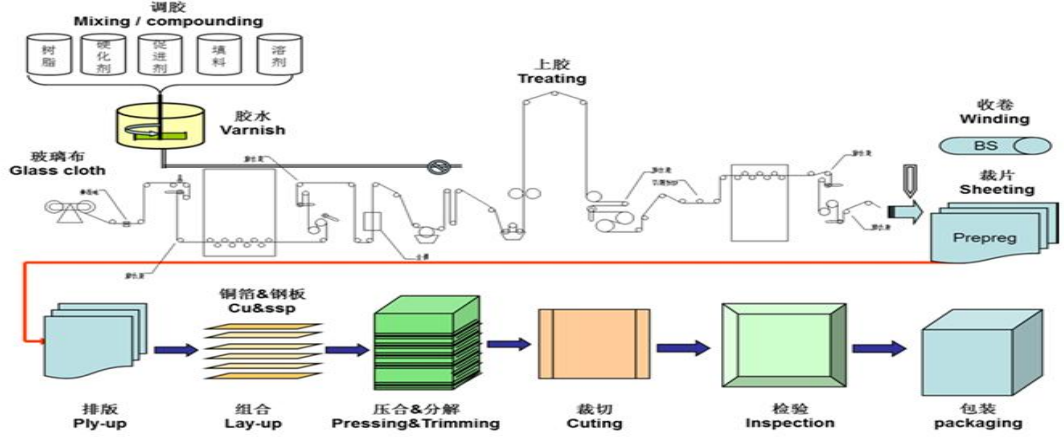 调胶
Mixing / compounding
树脂
硬化剂
促进剂
填料
溶剂
胶水
Varnish
上胶
Treating
收卷
Winding
BS
玻璃布
Glass cloth
裁片
Sheeting
Prepreg
铜箔&钢板
Cu&ssp
排版
Ply-up
组合
Lay-up
压合&分解
Pressing&Trimming
裁切
Cuting
检验
Inspection
包装
packaging